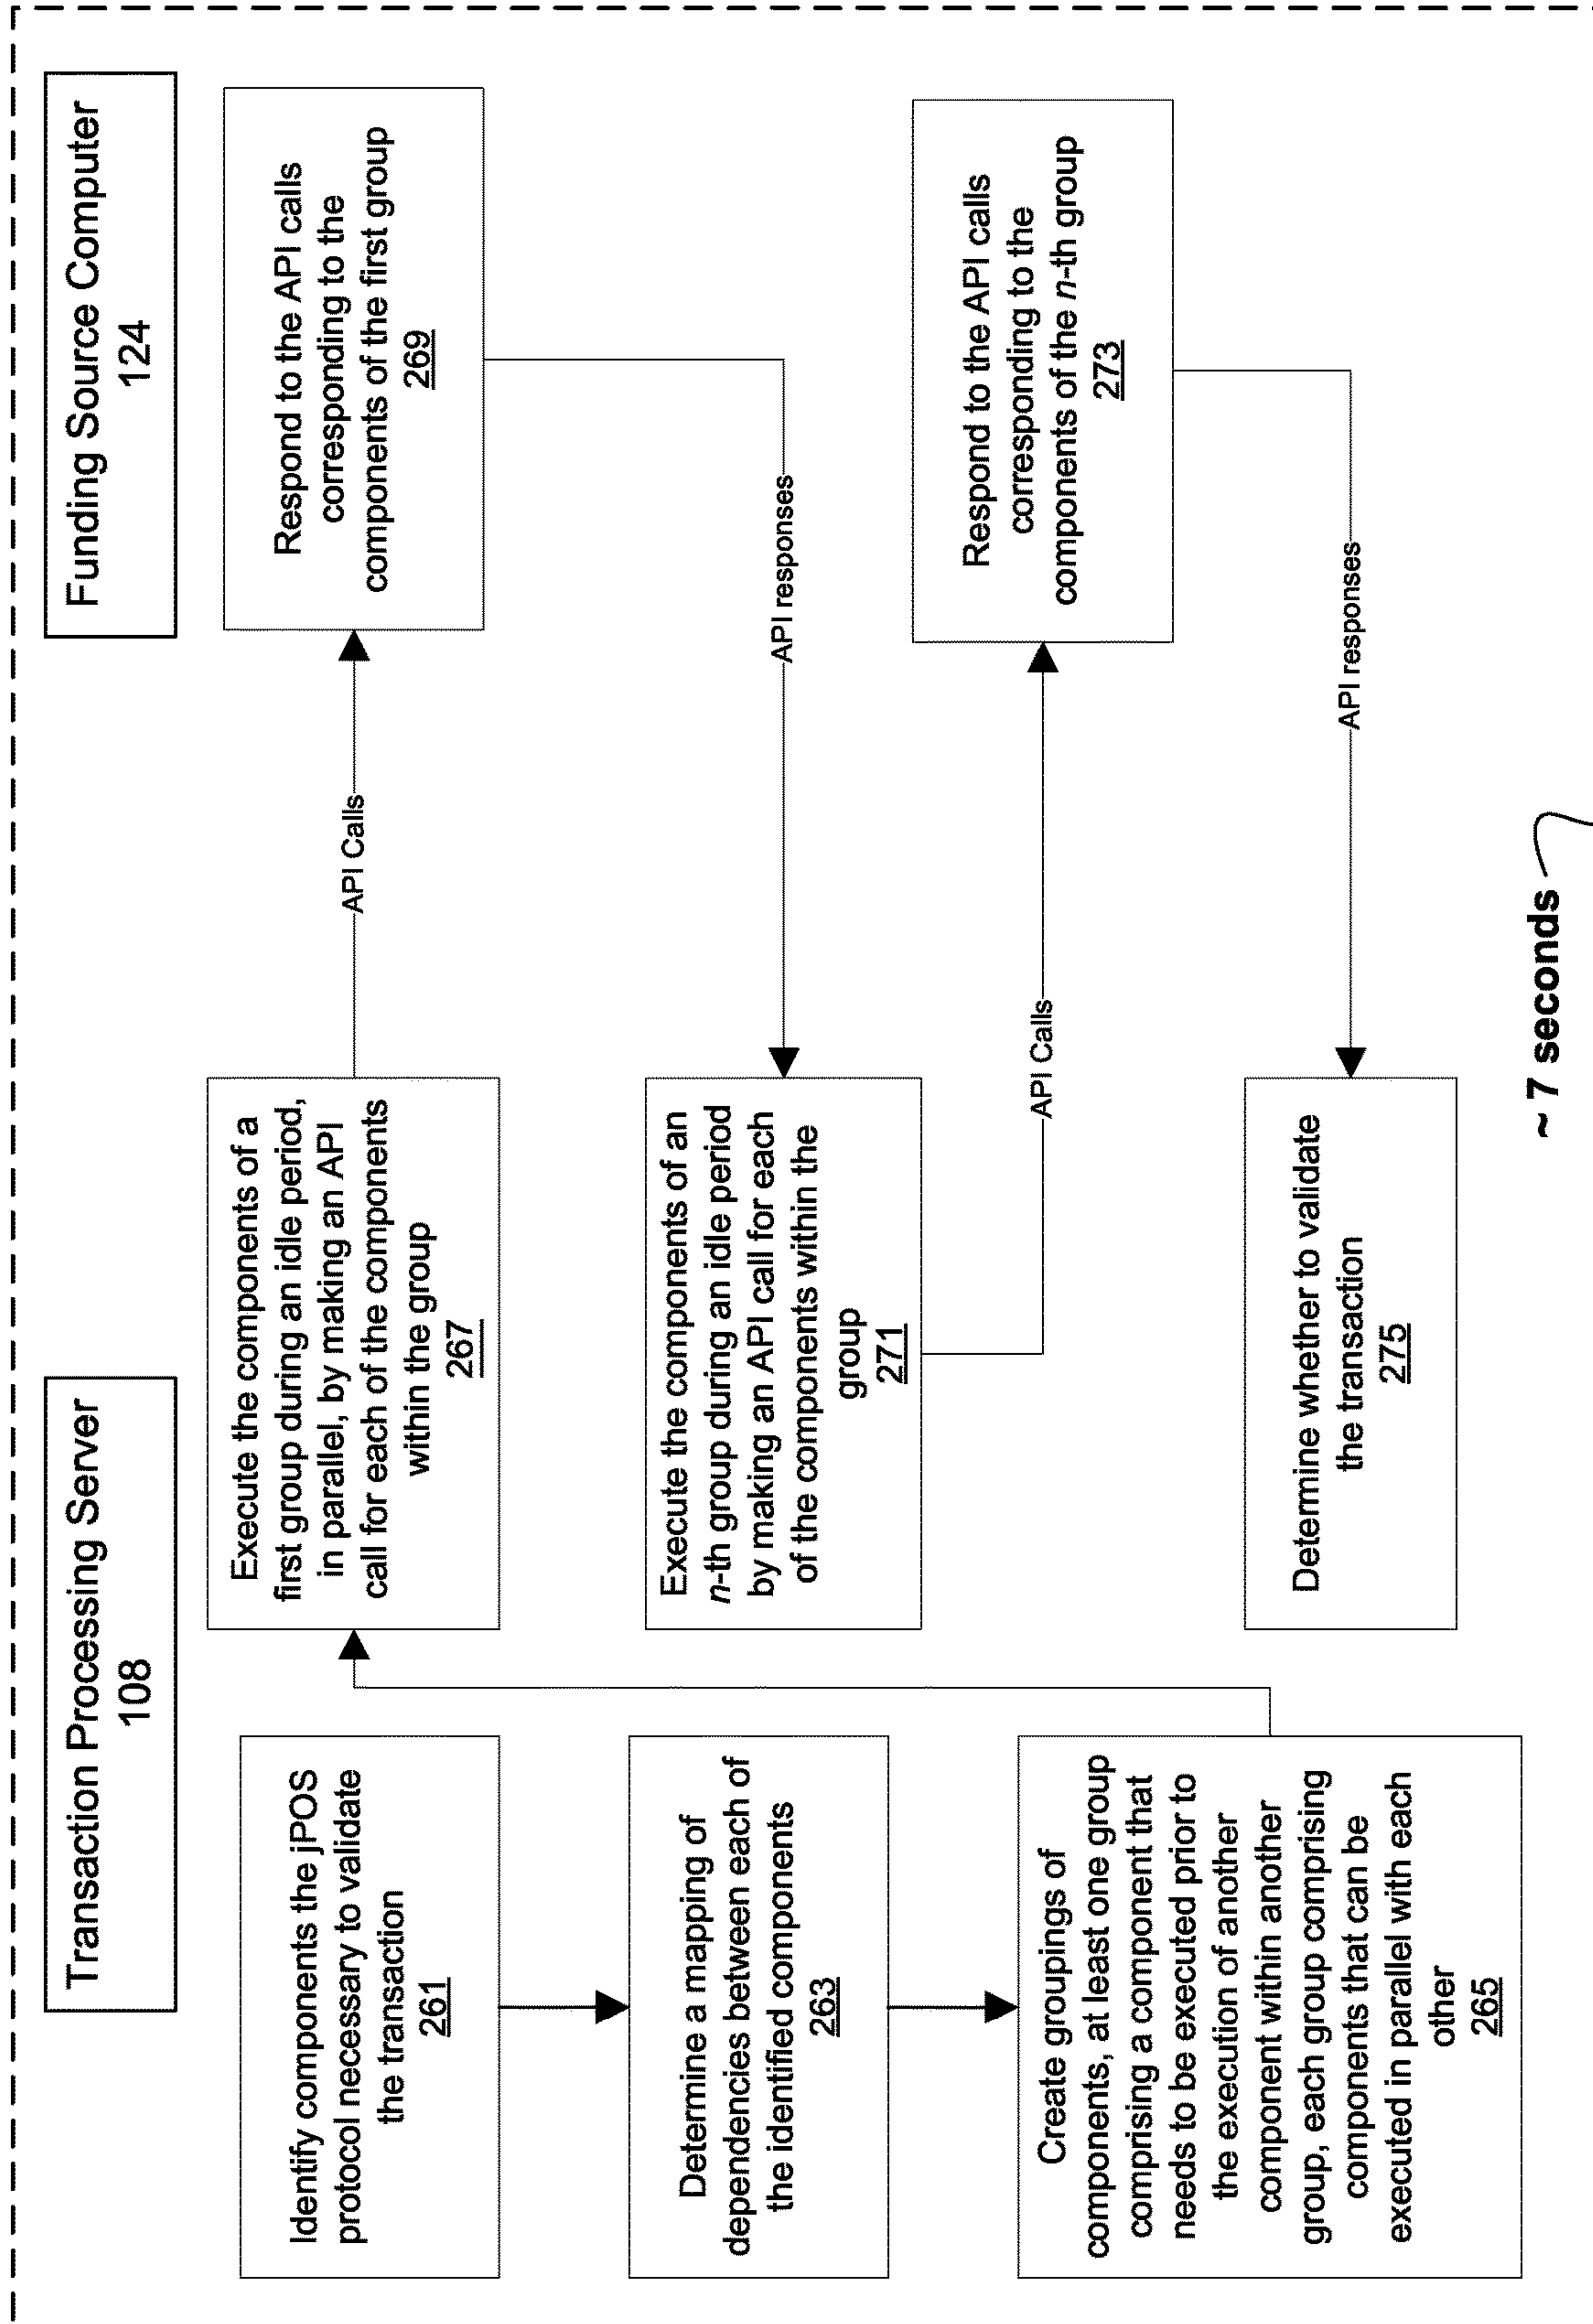 Transaction Processing Server
108
Funding Source Computer
124
Identify components the jPOS
protocol necessary to validate
the transaction
261
Determine a mapping of
dependencies between each of
the identified components
263
Create groupings of
components, at least one group
comprising a component that
needs to be executed prior to
the execution of another
component within another
group, each group comprising
components that can be
executed in parallel with each
other
265
Execute the components of a
first group during an idle period,
in parallel, by making an API
call for each of the components
within the group
267
API Calls
Respond to the API calls
corresponding to the
components of the first group
269
API responses
Execute the components of an
n-th group during an idle period
by making an API call for each
of the components within the
group
271
API Calls
Respond to the API calls
corresponding to the
components of the n-th group
273
API responses
Determine whether to validate
the transaction
275
~ 7 seconds